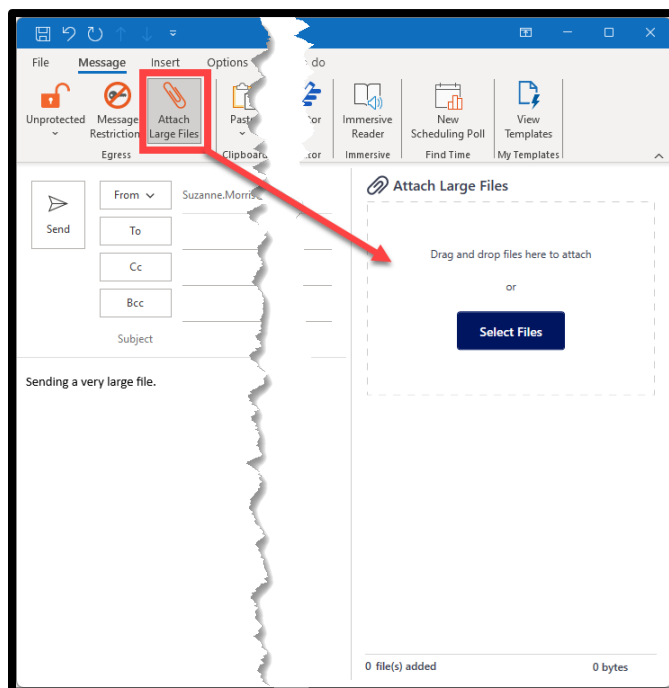 File Message Insert Options do
Unprotected
Message
Restriction
Attach
Large Files
Immersive
Reader
New
Scheduling Poll
View
Templates
Egress
Immersive
Find Time
My Templates
Attach Large Files
Send
From
Suzanne.Morris
To
Cc
Bcc
Subject
Sending a very large file.
Drag and drop files here to attach
or
Select Files
0 file(s) added
0 bytes